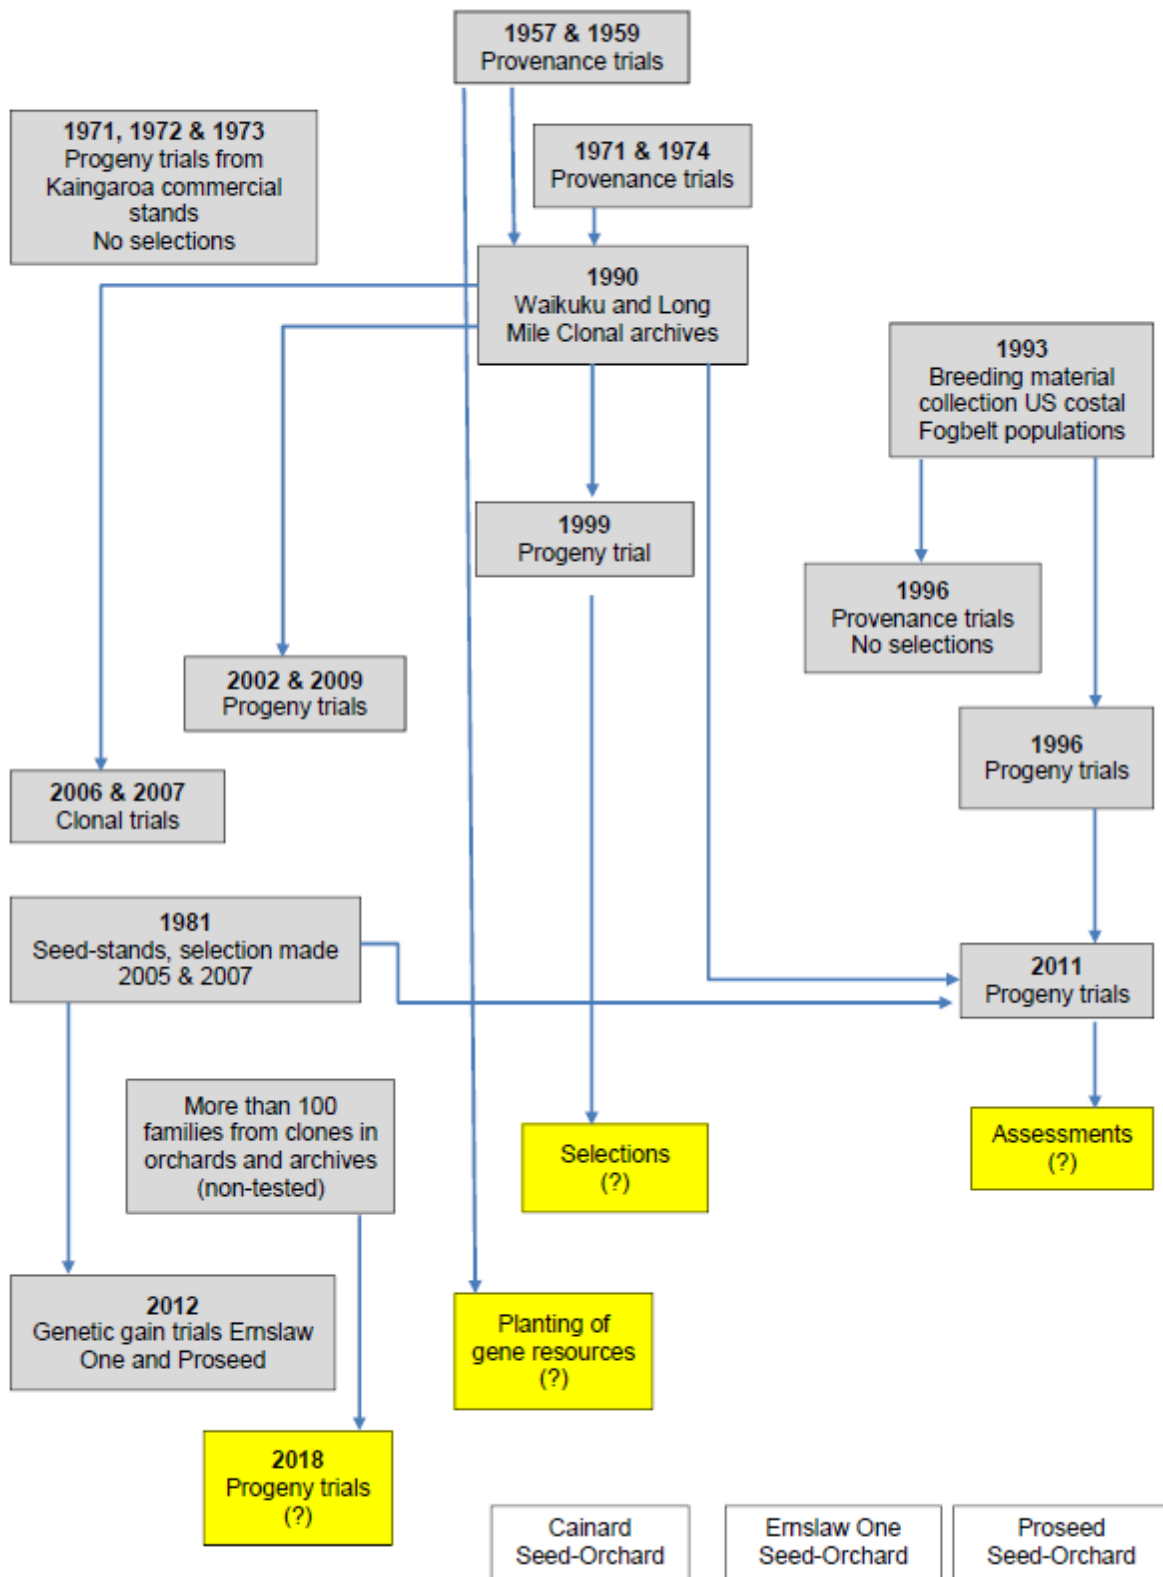 1957 & 1959
Provenance trials
1971, 1972 & 1973
Progeny trials from
Kaingaroa commercial
stands
No selections
1971 & 1974
Provenance trials
1990
Waikuku and Long
Mile Clonal archives
1993
Breeding material
collection US costal
Fogbelt populations
1999
Progeny trial
1996
Provenance trials
No selections
2002 & 2009
Progeny trials
1996
Progeny trials
2006 & 2007
Clonal trials
1981
Seed-stands, selection made
2005 & 2007
2011
Progeny trials
More than 100
families from clones in
orchards and archives
(non-tested)
Selections
(?)
Assessments
(?)
2012
Genetic gain trials Ernslaw
One and Proseed
Planting of
gene resources
(?)
2018
Progeny trials
(?)
Cainard
Seed-Orchard
Ernslaw One
Seed-Orchard
Proseed
Seed-Orchard